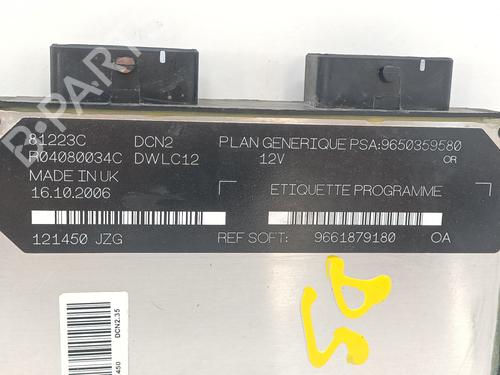 81223C DCN2 PLAN GENERIQUE PSA:9650359580
R04080034C DWLC12 12V OR
MADE IN UK
16.10.2006 ETIQUETTE PROGRAMME
121450 JZG REF SOFT: 9661879180 OA
DCN2.35
B-PARTS